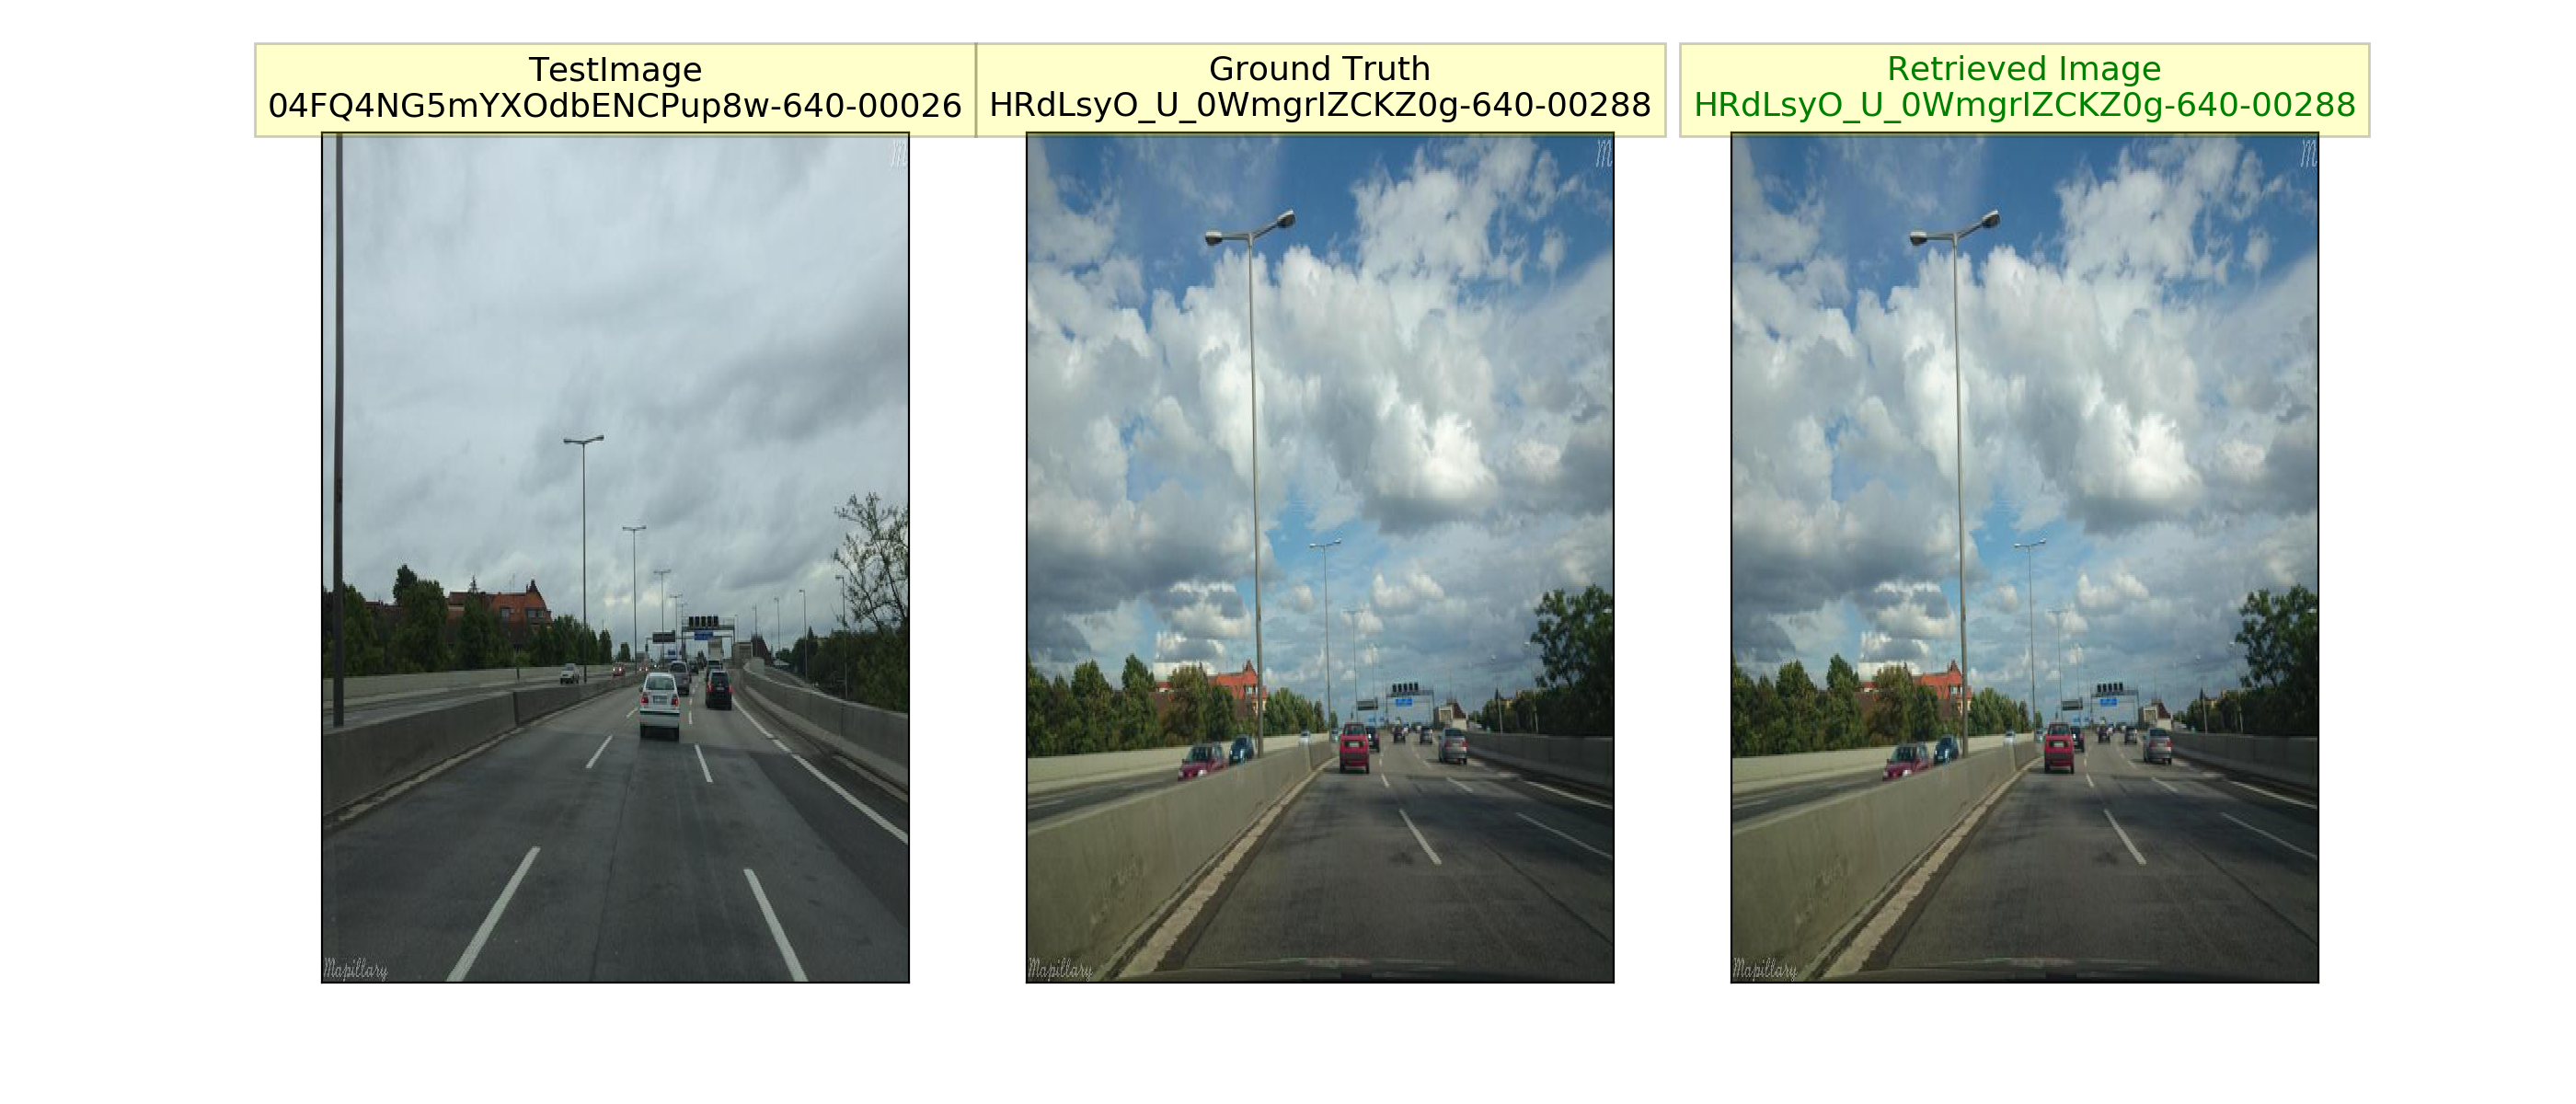 TestImage
04FQ4NG5mYXOdbENCPup8w-640-00026
Ground Truth
HRdLsyO_U_0WmgrIZCKZ0g-640-00288
Retrieved Image
HRdLsyO_U_0WmgrIZCKZ0g-640-00288
M
M
M
Mapillary
Mapillary
Mapillary